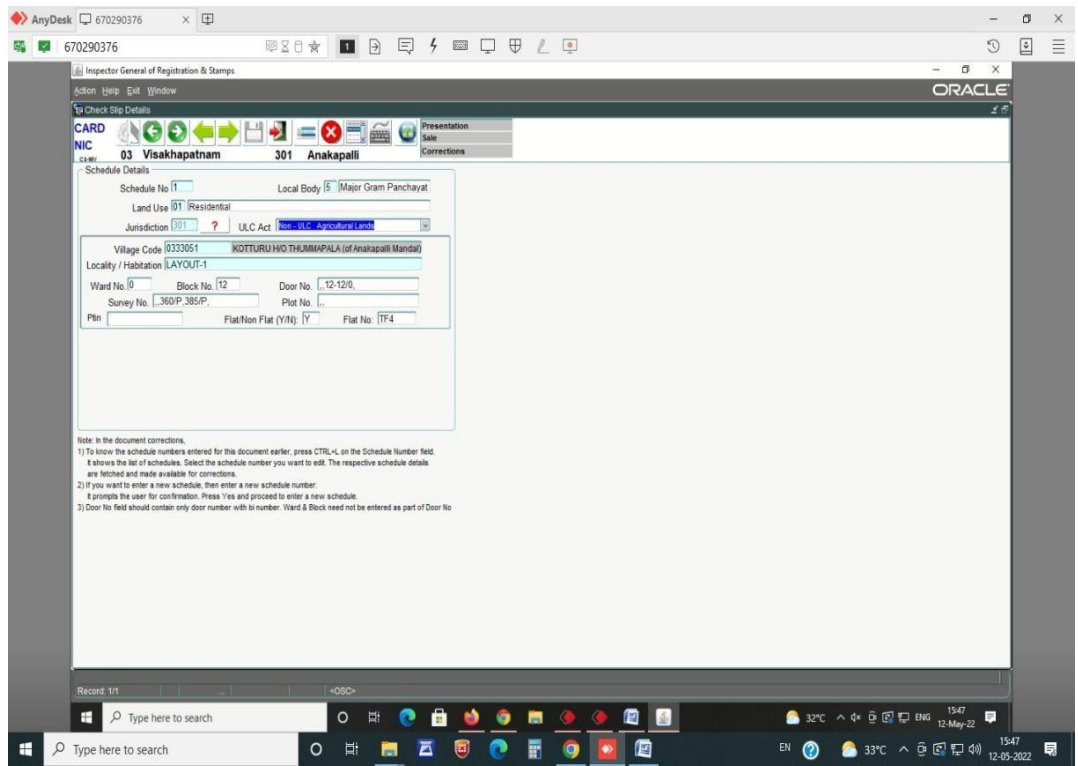 AnyDesk 670290376
670290376
1
Inspector General of Registration & Stamps
Action Help Exit Window
ORACLE
Check Slip Details
CARD
NIC
03 Visakhapatnam 301 Anakapalli
Presentation
Sale
Corrections
Schedule Details
Schedule No 1 Local Body 5 Major Gram Panchayat
Land Use 01 Residential
Jurisdiction 301 ? ULC Act Non - ULC Agricultural Lands
Village Code 0333051 KOTTURU H/O THUMMAPALA (of Anakapalli Mandal)
Locality / Habitation LAYOUT-1
Ward No. 0 Block No. 12 Door No. ,,12-12/0,
Survey No. ,,360/P,385/P, Plot No. ,,
Ptin Flat/Non Flat (Y/N): Y Flat No: TF4
Note: In the document corrections,
1) To know the schedule numbers entered for this document earlier, press CTRL+L on the Schedule Number field.
It shows the list of schedules. Select the schedule number you want to edit. The respective schedule details
are fetched and made available for corrections.
2) If you want to enter a new schedule, then enter a new schedule number.
It prompts the user for confirmation. Press Yes and proceed to enter a new schedule.
3) Door No field should contain only door number with bi number. Ward & Block need not be entered as part of Door No
Record: 1/1 ... <OSC>
Type here to search 32°C ENG 15:47
12-May-22
Type here to search EN 33°C 15:47
12-05-2022